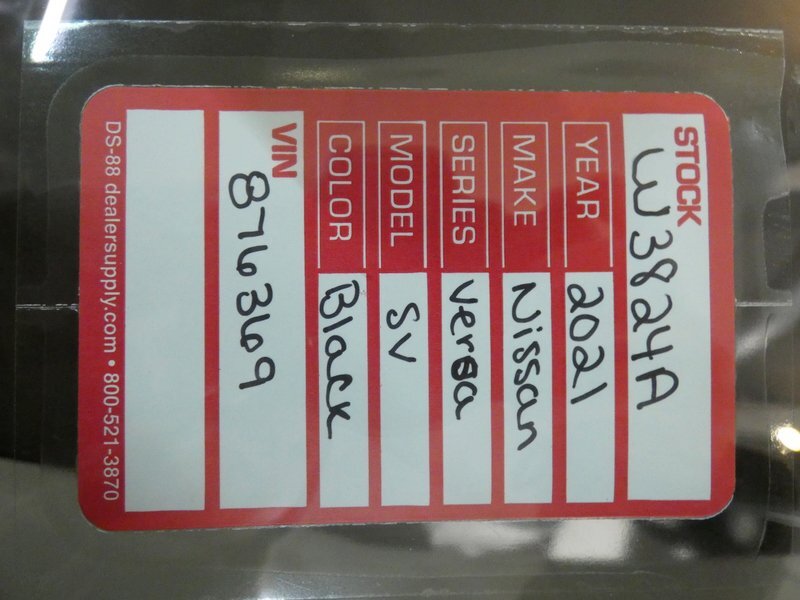 STOCK
W3824A
YEAR 2021
MAKE Nissan
SERIES Versa
MODEL SV
COLOR Black
VIN
876369
DS-88 dealersupply.com • 800-521-3870